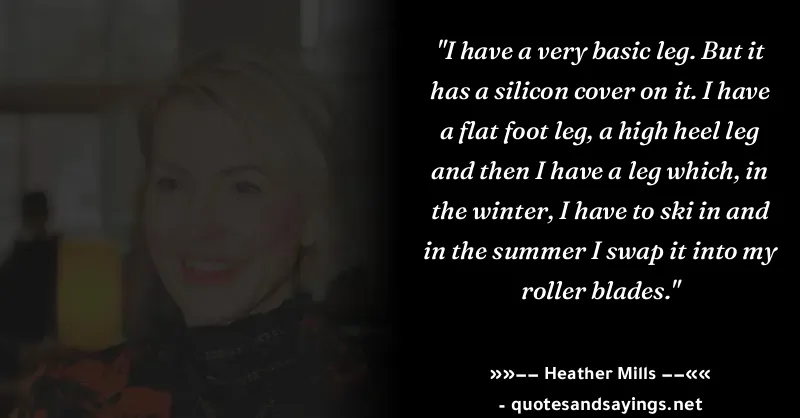 "I have a very basic leg. But it
has a silicon cover on it. I have
a flat foot leg, a high heel leg
and then I have a leg which, in
the winter, I have to ski in and
in the summer I swap it into my
roller blades."
»»−− Heather Mills −−««
- quotesandsayings.net